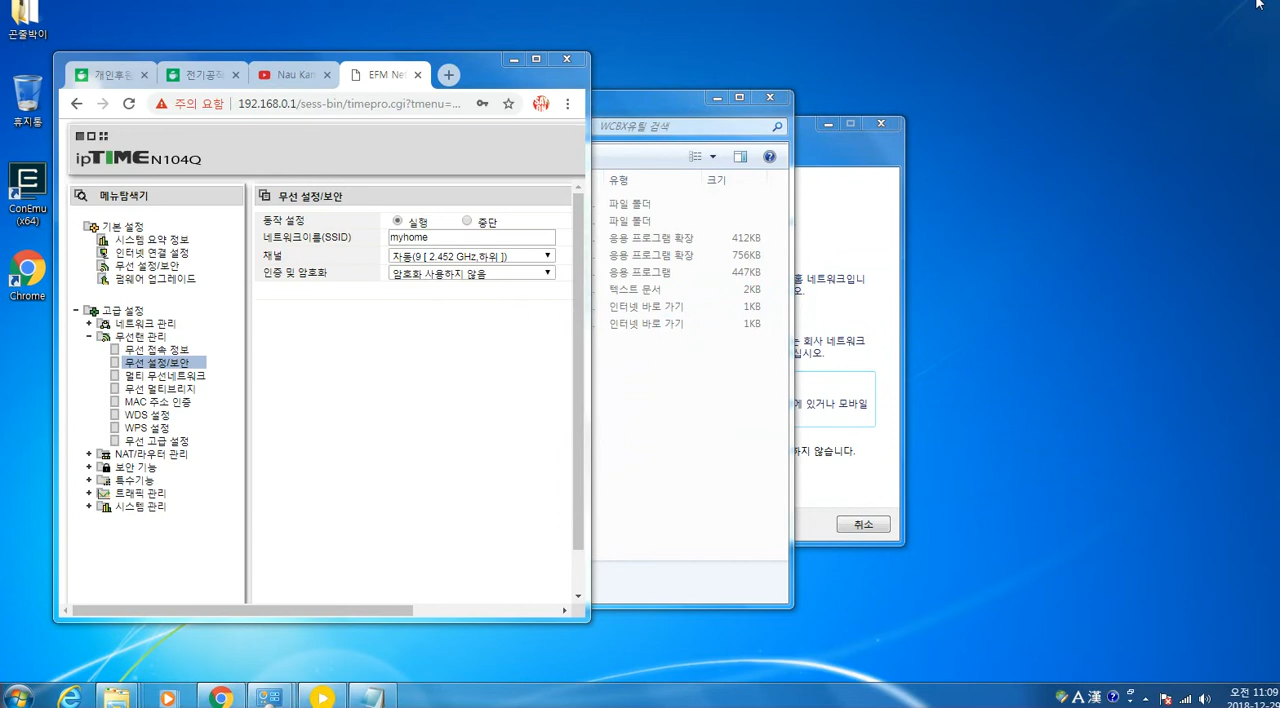 곤줄박이
휴지통
ConEmu
(x64)
Chrome
개인후원
전기공작
Nau Kan
EFM Ne
주의 요함
192.168.0.1/sess-bin/timepro.cgi?tmenu=...
ipTIME N104Q
메뉴탐색기
기본 설정
시스템 요약 정보
인터넷 연결 설정
무선 설정/보안
펌웨어 업그레이드
고급 설정
네트워크 관리
무선랜 관리
무선 접속 정보
무선 설정/보안
멀티 무선네트워크
무선 멀티브리지
MAC 주소 인증
WDS 설정
WPS 설정
무선 고급 설정
NAT/라우터 관리
보안 기능
특수기능
트래픽 관리
시스템 관리
무선 설정/보안
동작 설정
실행
중단
네트워크이름(SSID)
myhome
채널
자동(9 [ 2.452 GHz,하위 ])
인증 및 암호화
암호화 사용하지 않음
WCBX유틸 검색
유형
크기
파일 폴더
파일 폴더
응용 프로그램 확장
412KB
응용 프로그램 확장
756KB
응용 프로그램
447KB
텍스트 문서
2KB
인터넷 바로 가기
1KB
인터넷 바로 가기
1KB
홈 네트워크입니
오.
는 회사 네트워크
십시오.
에 있거나 모바일
하지 않습니다.
취소
A 漢
오전 11:09
2018-12-29